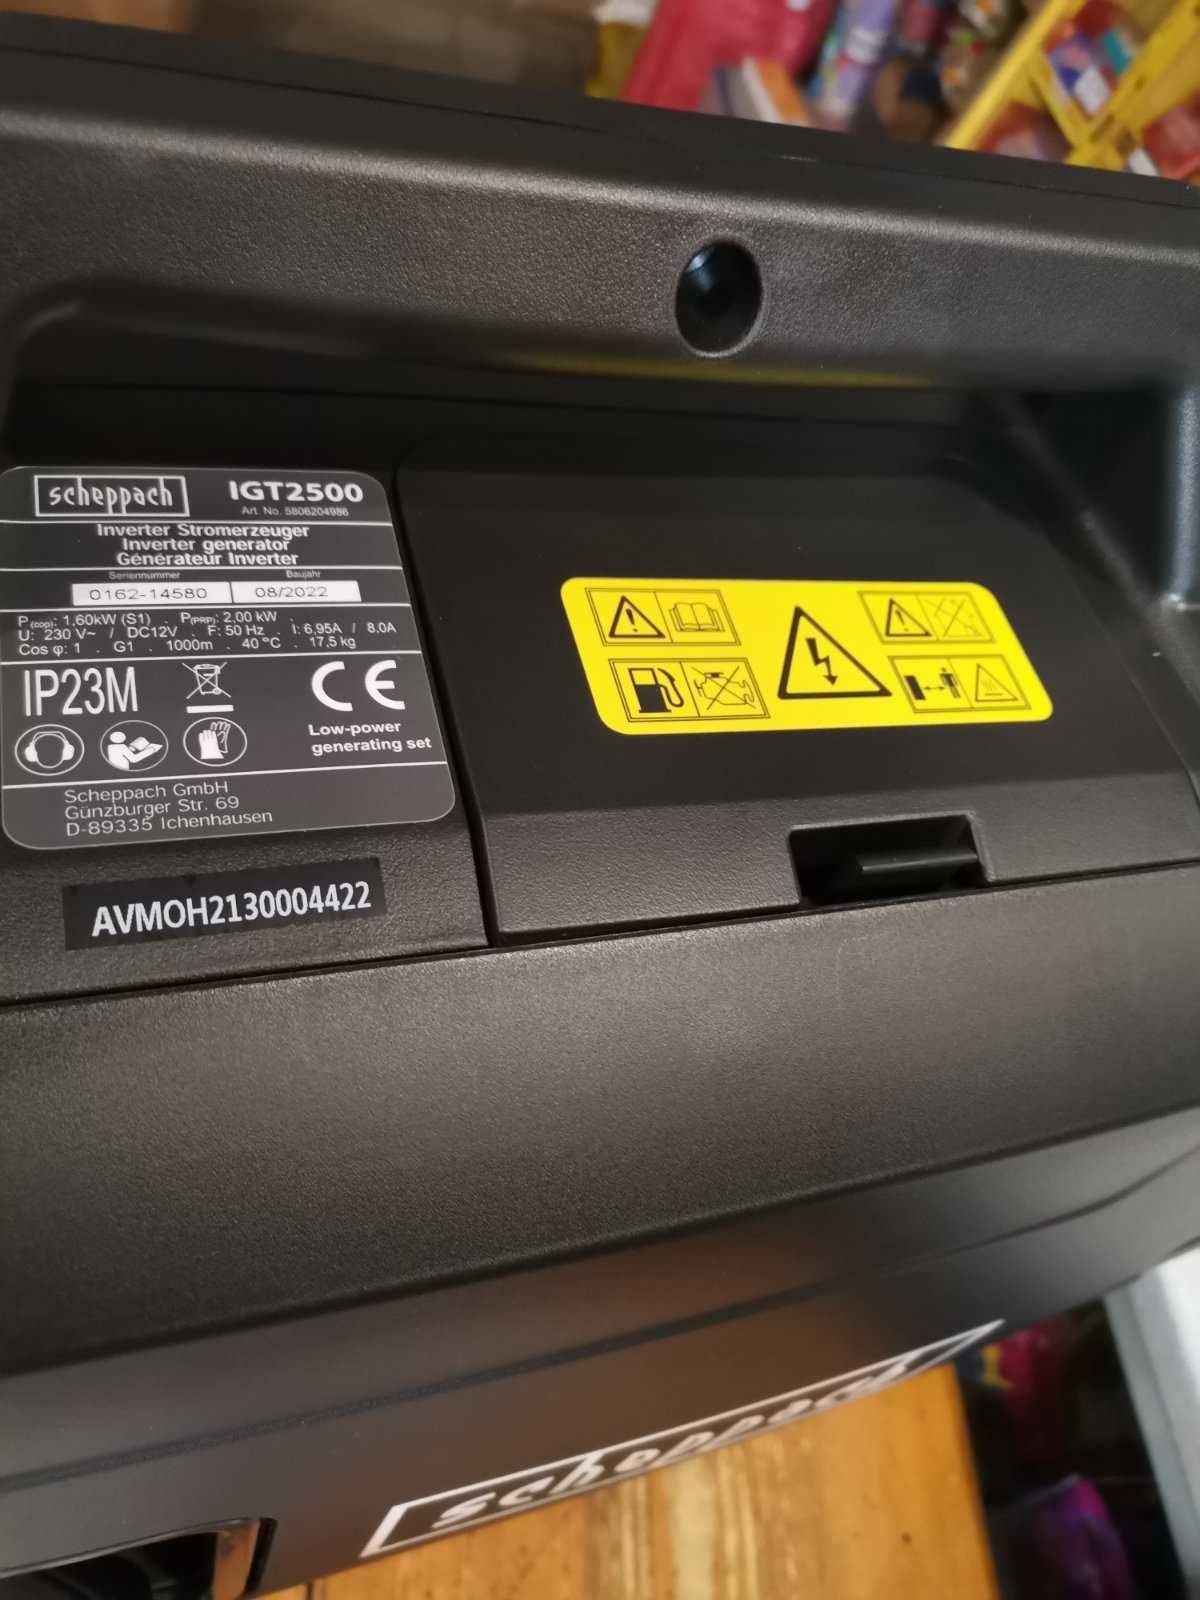 scheppach
IGT2500
Art. No. 5806204986
Inverter Stromerzeuger
Inverter generator
Générateur Inverter
Seriennummer Baujahr
0162-14580 08/2022
P(cop): 1,60kW (S1) . P(PRP): 2,00 kW .
U: 230 V~ / DC12V . F: 50 Hz . I: 6,95A / 8,0A
Cos φ: 1 . G1 . 1000m . 40 °C . 17,5 kg
IP23M
CE
Low-power
generating set
Scheppach GmbH
Günzburger Str. 69
D-89335 Ichenhausen
AVMOH2130004422
scheppach